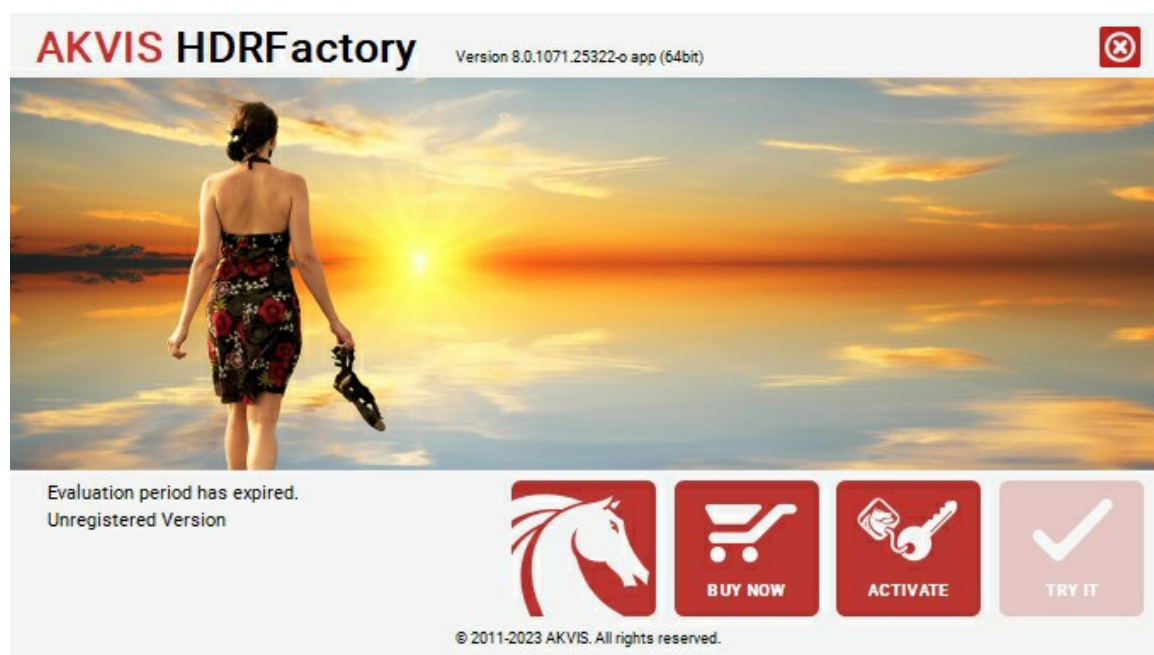 AKVIS HDRFactory Version 8.0.1071.25322-o app (64bit)
Evaluation period has expired.
Unregistered Version
BUY NOW
ACTIVATE
TRY IT
© 2011-2023 AKVIS. All rights reserved.